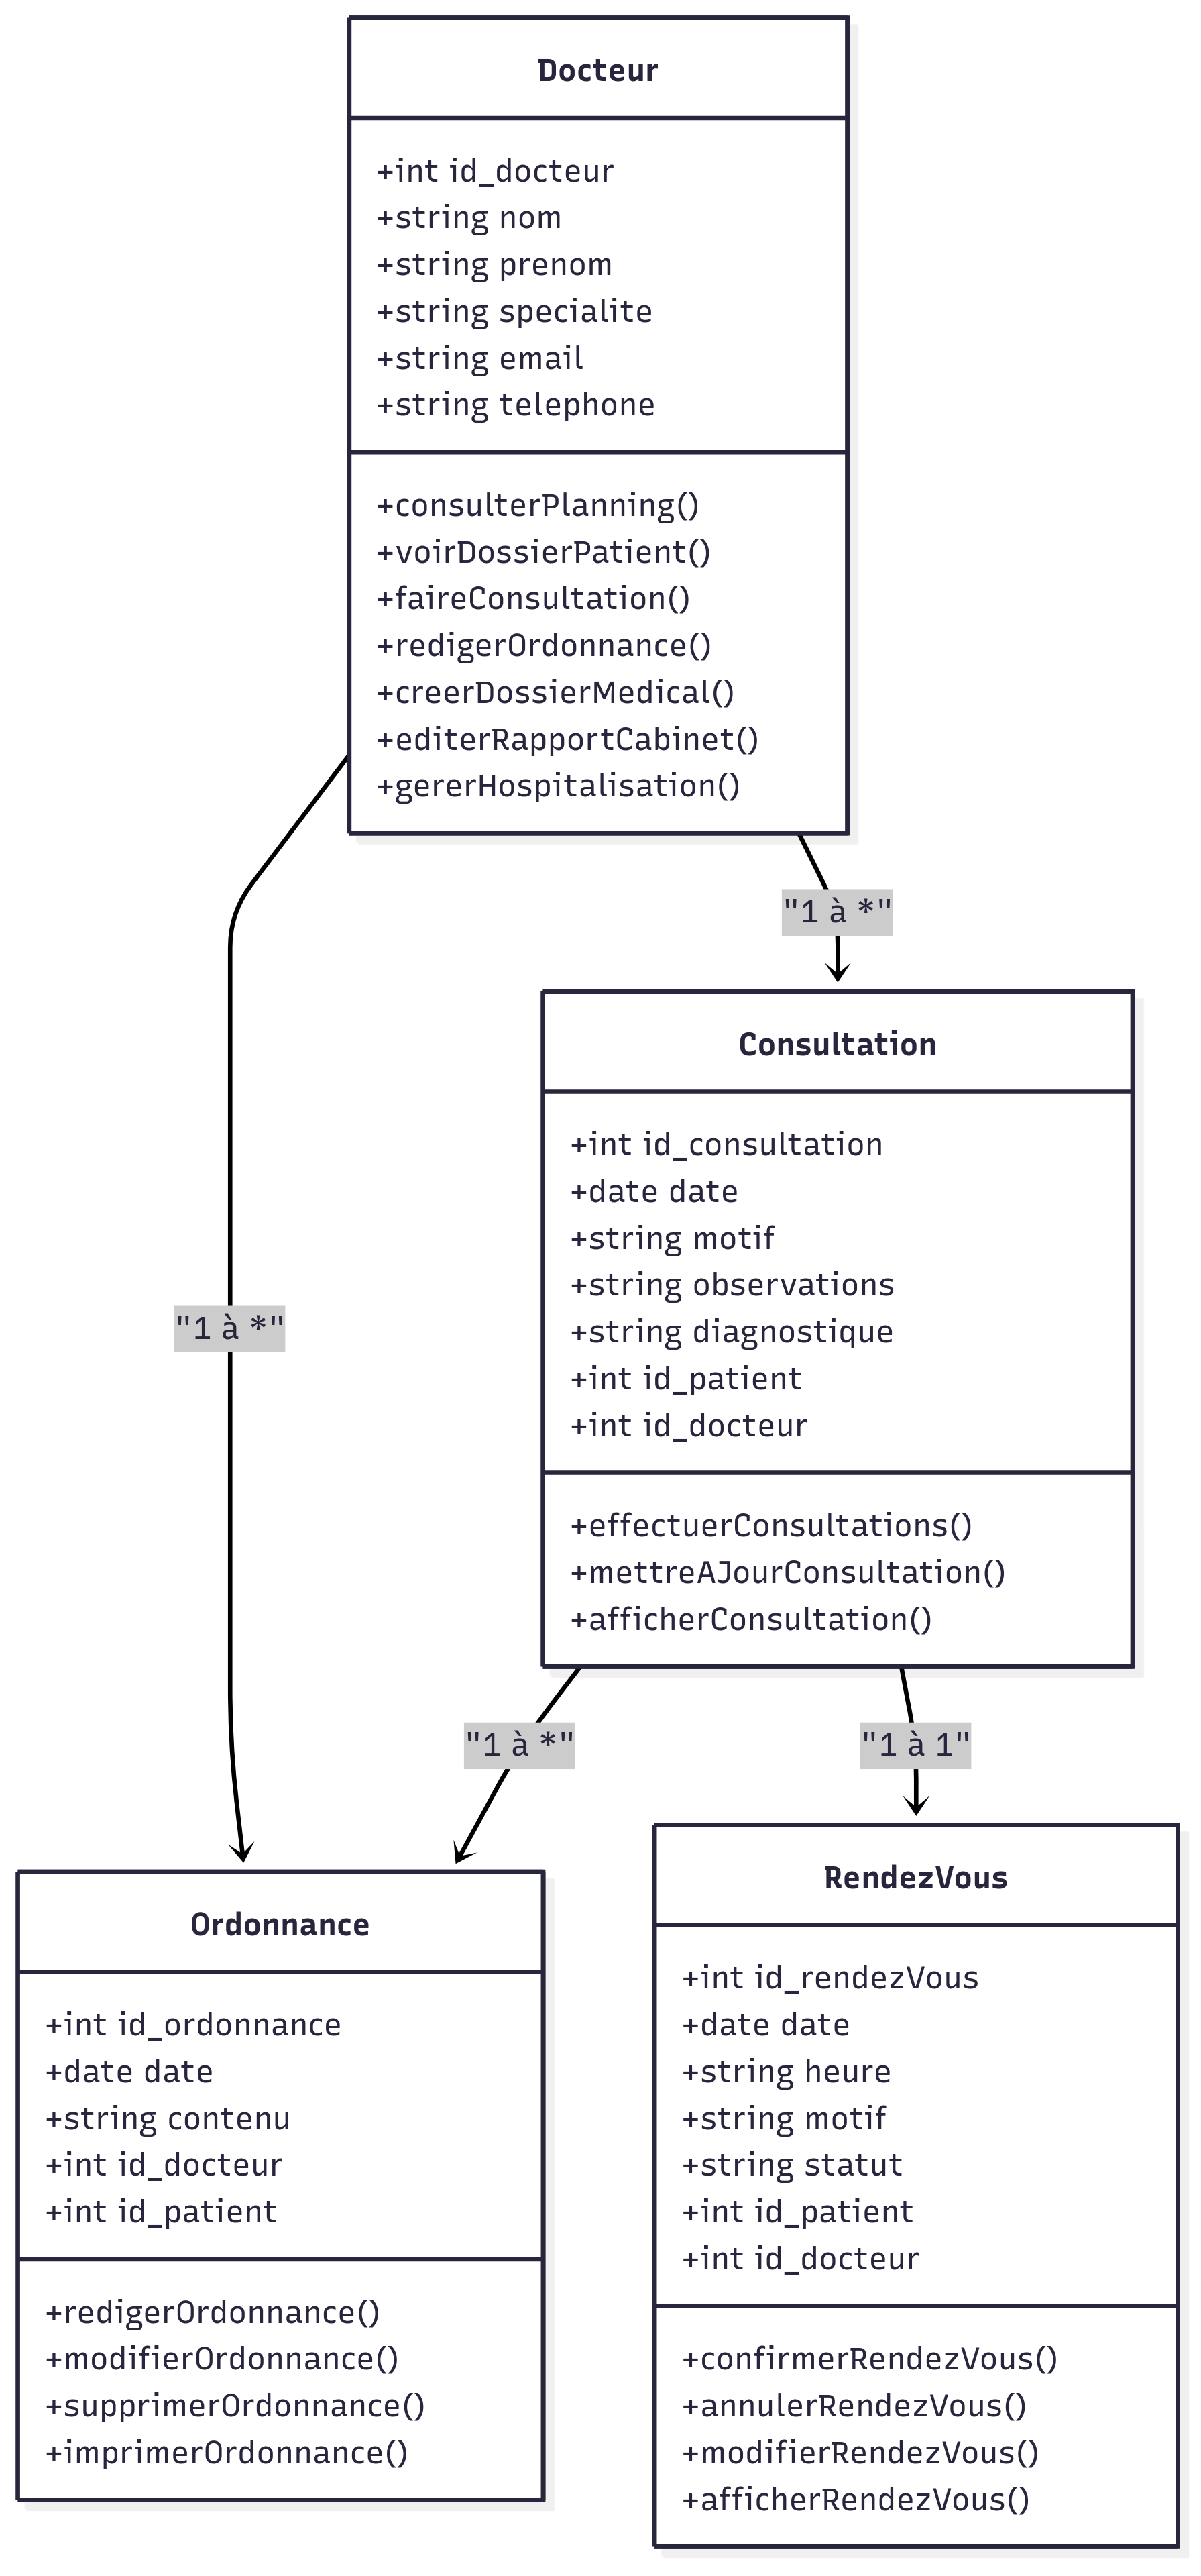 Docteur
+int id_docteur
+string nom
+string prenom
+string specialite
+string email
+string telephone
+consulterPlanning()
+voirDossierPatient()
+faireConsultation()
+redigerOrdonnance()
+creerDossierMedical()
+editerRapportCabinet()
+gererHospitalisation()
"1 à *"
Consultation
+int id_consultation
+date date
+string motif
+string observations
+string diagnostique
+int id_patient
+int id_docteur
"1 à *"
+effectuerConsultations()
+mettreAJourConsultation()
+afficherConsultation()
"1 à *"
"1 à 1"
Ordonnance
+int id_ordonnance
+date date
+string contenu
+int id_docteur
+int id_patient
+redigerOrdonnance()
+modifierOrdonnance()
+supprimerOrdonnance()
+imprimerOrdonnance()
RendezVous
+int id_rendezVous
+date date
+string heure
+string motif
+string statut
+int id_patient
+int id_docteur
+confirmerRendezVous()
+annulerRendezVous()
+modifierRendezVous()
+afficherRendezVous()